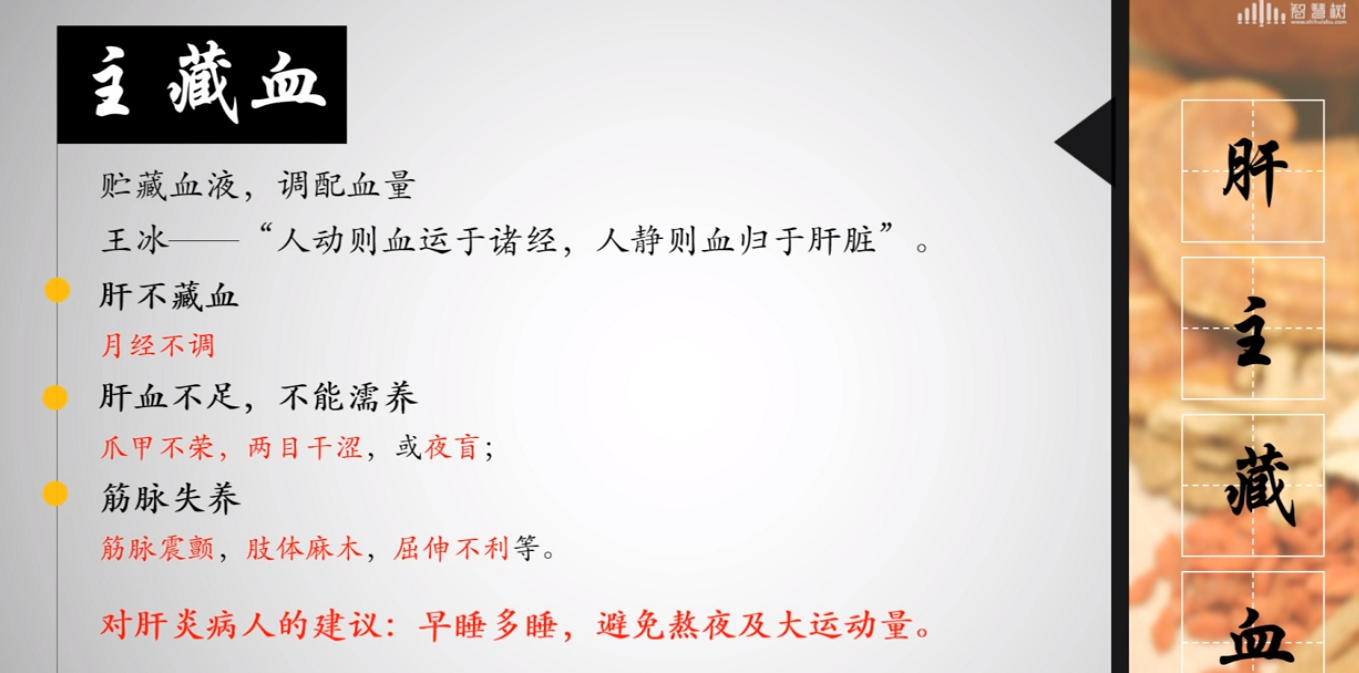 主藏血
贮藏血液，调配血量
王冰——“人动则血运于诸经，人静则血归于肝脏”。
肝不藏血
月经不调
肝血不足，不能濡养
爪甲不荣，两目干涩，或夜盲；
筋脉失养
筋脉震颤，肢体麻木，屈伸不利等。
对肝炎病人的建议：早睡多睡，避免熬夜及大运动量。
智慧树
www.zhihuishu.com
肝
主
藏
血